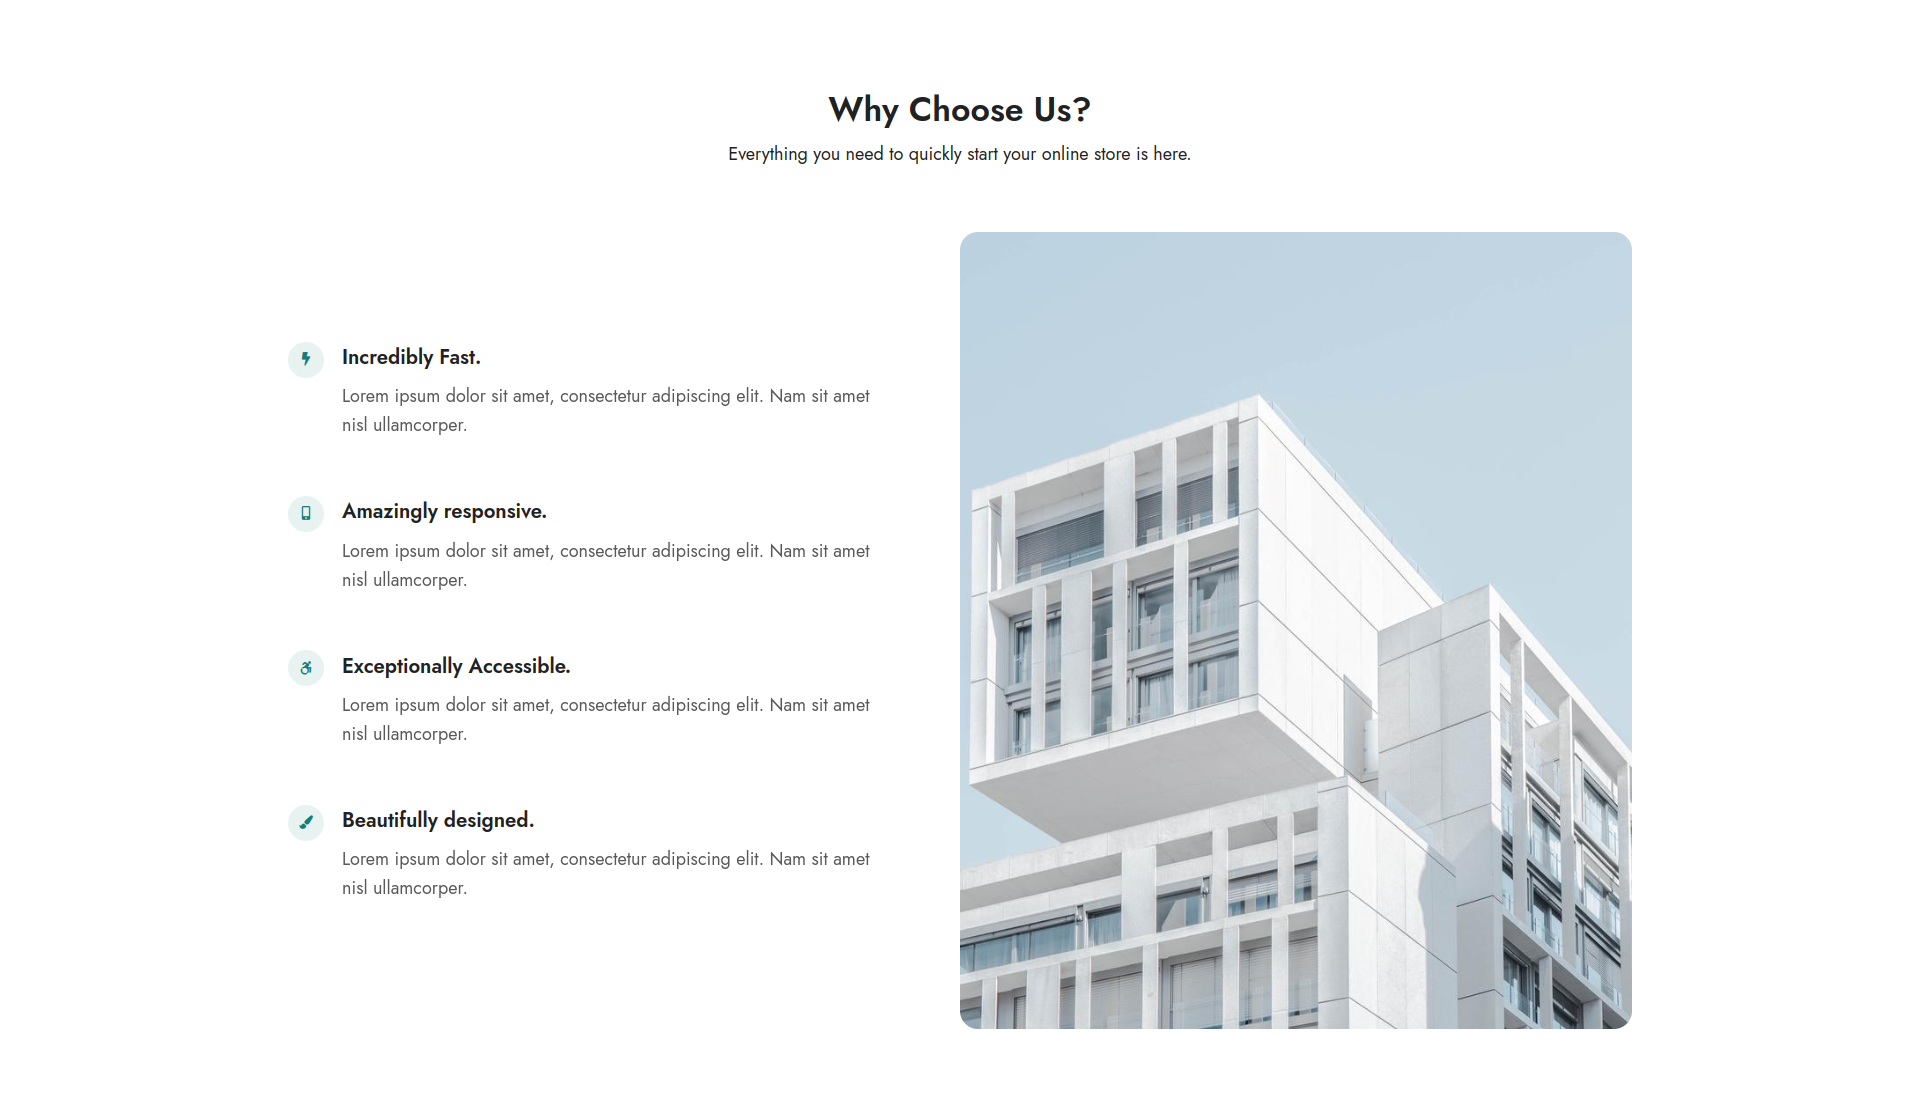 Why Choose Us?
Everything you need to quickly start your online store is here.
Incredibly Fast.
Lorem ipsum dolor sit amet, consectetur adipiscing elit. Nam sit amet
nisl ullamcorper.
Amazingly responsive.
Lorem ipsum dolor sit amet, consectetur adipiscing elit. Nam sit amet
nisl ullamcorper.
Exceptionally Accessible.
Lorem ipsum dolor sit amet, consectetur adipiscing elit. Nam sit amet
nisl ullamcorper.
Beautifully designed.
Lorem ipsum dolor sit amet, consectetur adipiscing elit. Nam sit amet
nisl ullamcorper.